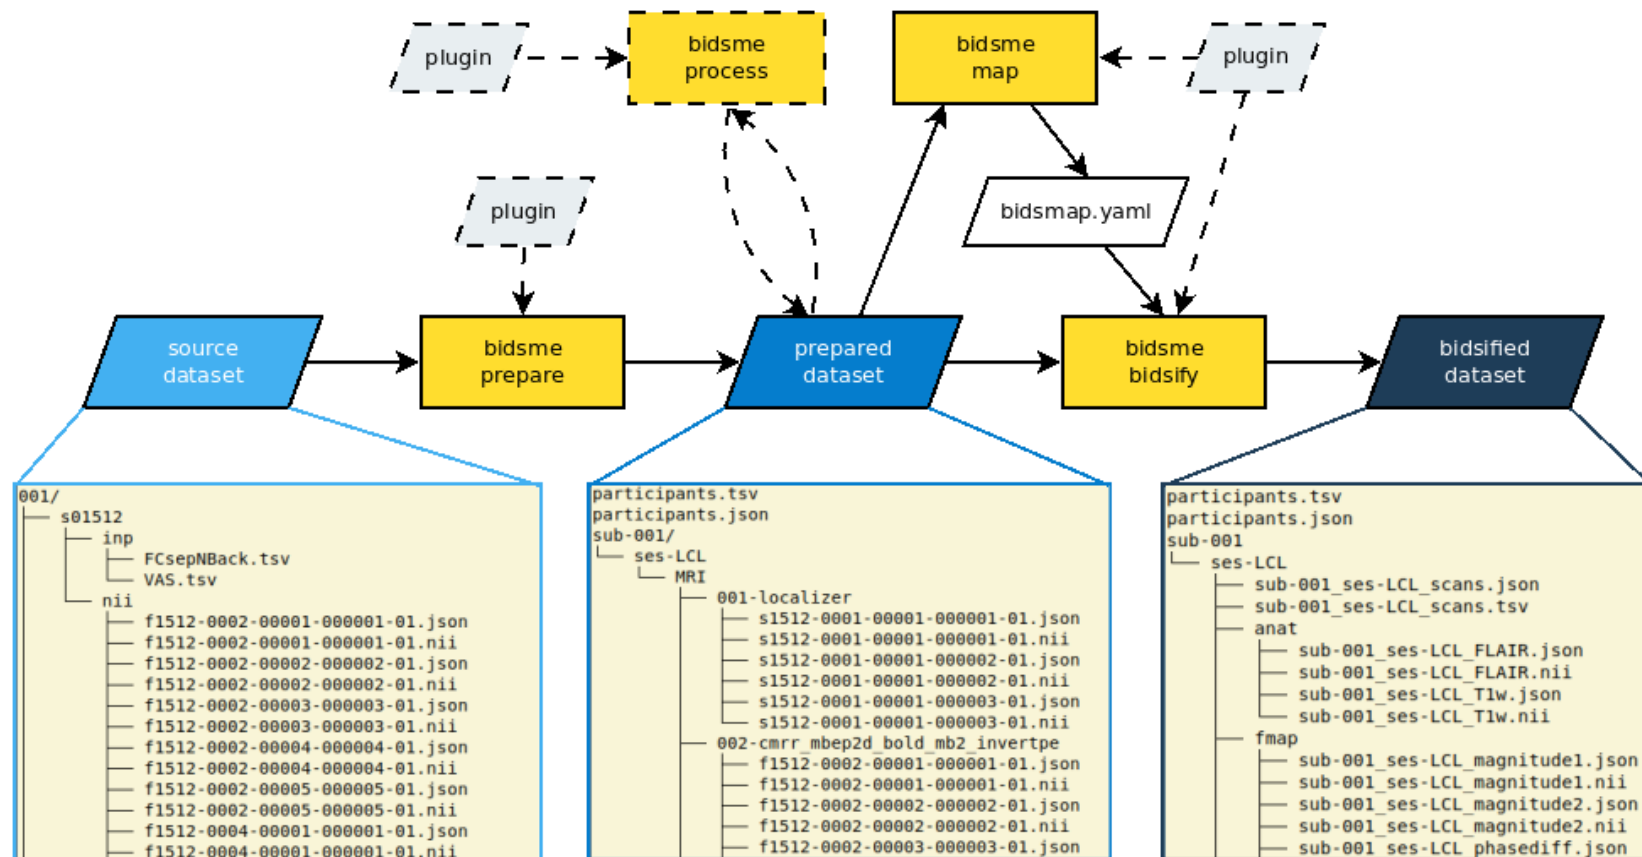 plugin
bidsme
process
bidsme
map
plugin
plugin
bidsmap.yaml
source
dataset
bidsme
prepare
prepared
dataset
bidsme
bidsify
bidsified
dataset
001/
s01512
inp
FCsepNBack.tsv
VAS.tsv
nii
f1512-0002-00001-000001-01.json
f1512-0002-00001-000001-01.nii
f1512-0002-00002-000002-01.json
f1512-0002-00002-000002-01.nii
f1512-0002-00003-000003-01.json
f1512-0002-00003-000003-01.nii
f1512-0002-00004-000004-01.json
f1512-0002-00004-000004-01.nii
f1512-0002-00005-000005-01.json
f1512-0002-00005-000005-01.nii
f1512-0004-00001-000001-01.json
f1512-0004-00001-000001-01.nii
participants.tsv
participants.json
sub-001/
ses-LCL
MRI
001-localizer
s1512-0001-00001-000001-01.json
s1512-0001-00001-000001-01.nii
s1512-0001-00001-000002-01.json
s1512-0001-00001-000002-01.nii
s1512-0001-00001-000003-01.json
s1512-0001-00001-000003-01.nii
002-cmrr_mbep2d_bold_mb2_invertpe
f1512-0002-00001-000001-01.json
f1512-0002-00001-000001-01.nii
f1512-0002-00002-000002-01.json
f1512-0002-00002-000002-01.nii
f1512-0002-00003-000003-01.json
participants.tsv
participants.json
sub-001
ses-LCL
sub-001_ses-LCL_scans.json
sub-001_ses-LCL_scans.tsv
anat
sub-001_ses-LCL_FLAIR.json
sub-001_ses-LCL_FLAIR.nii
sub-001_ses-LCL_T1w.json
sub-001_ses-LCL_T1w.nii
fmap
sub-001_ses-LCL_magnitude1.json
sub-001_ses-LCL_magnitude1.nii
sub-001_ses-LCL_magnitude2.json
sub-001_ses-LCL_magnitude2.nii
sub-001_ses-LCL_phasediff.json